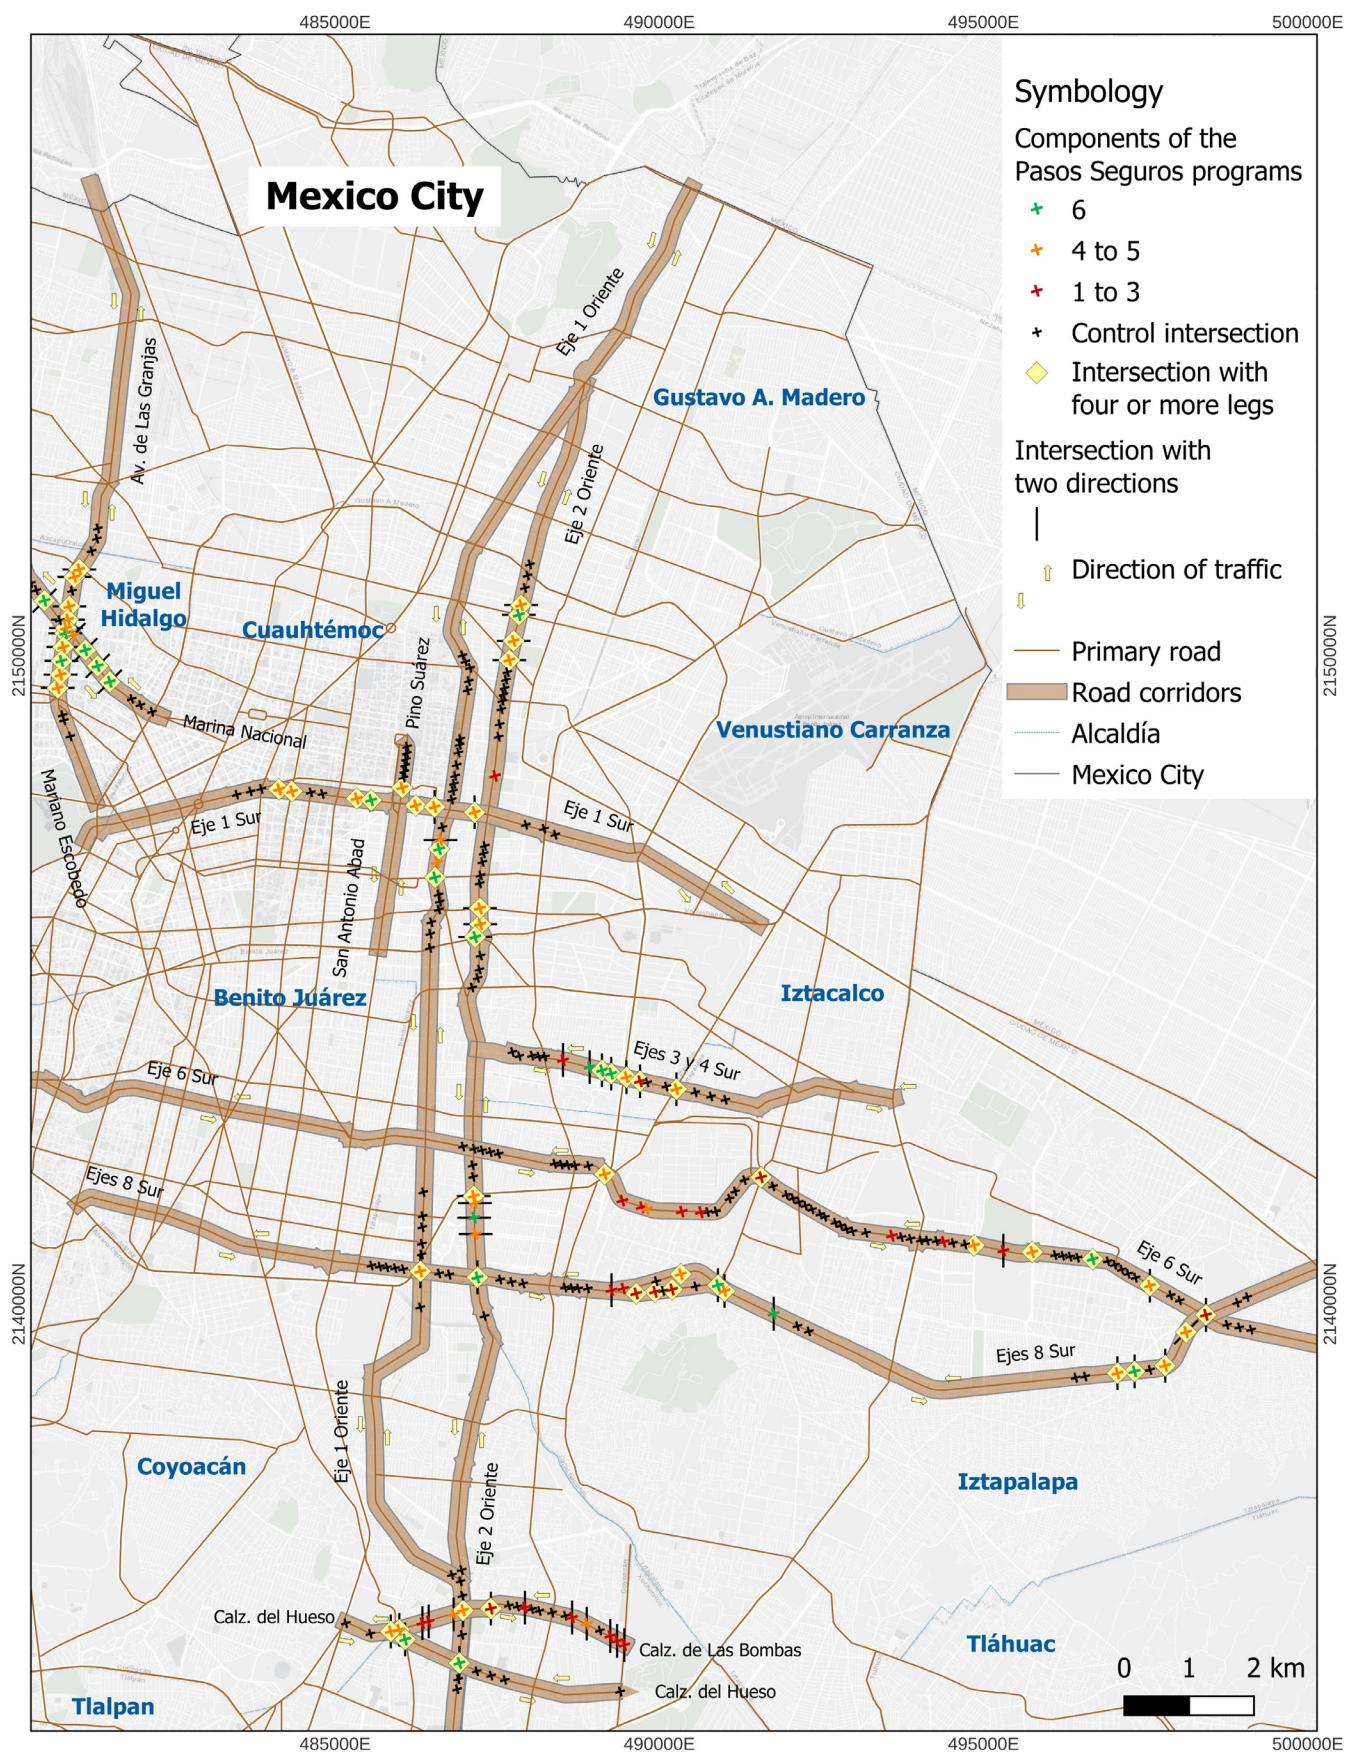 485000E
490000E
495000E
500000E
Mexico City
Symbology
Components of the
Pasos Seguros programs
6
4 to 5
1 to 3
Control intersection
Intersection with
four or more legs
Intersection with
two directions
Direction of traffic
Primary road
Road corridors
Alcaldía
Mexico City
Eje 1 Oriente
Av. de Las Granjas
Gustavo A. Madero
Eje 2 Oriente
Miguel
Hidalgo
Cuauhtémoc
2150000N
2150000N
Pino Suárez
Marina Nacional
Venustiano Carranza
Mariano Escobedo
Eje 1 Sur
Eje 1 Sur
San Antonio Abad
Benito Juárez
Iztacalco
Ejes 3 y 4 Sur
Eje 6 Sur
Ejes 8 Sur
Eje 6 Sur
2140000N
2140000N
Ejes 8 Sur
Eje 1 Oriente
Coyoacán
Iztapalapa
Eje 2 Oriente
Calz. del Hueso
Calz. de Las Bombas
Tláhuac
Calz. del Hueso
Tlalpan
0 1 2 km
485000E
490000E
495000E
500000E